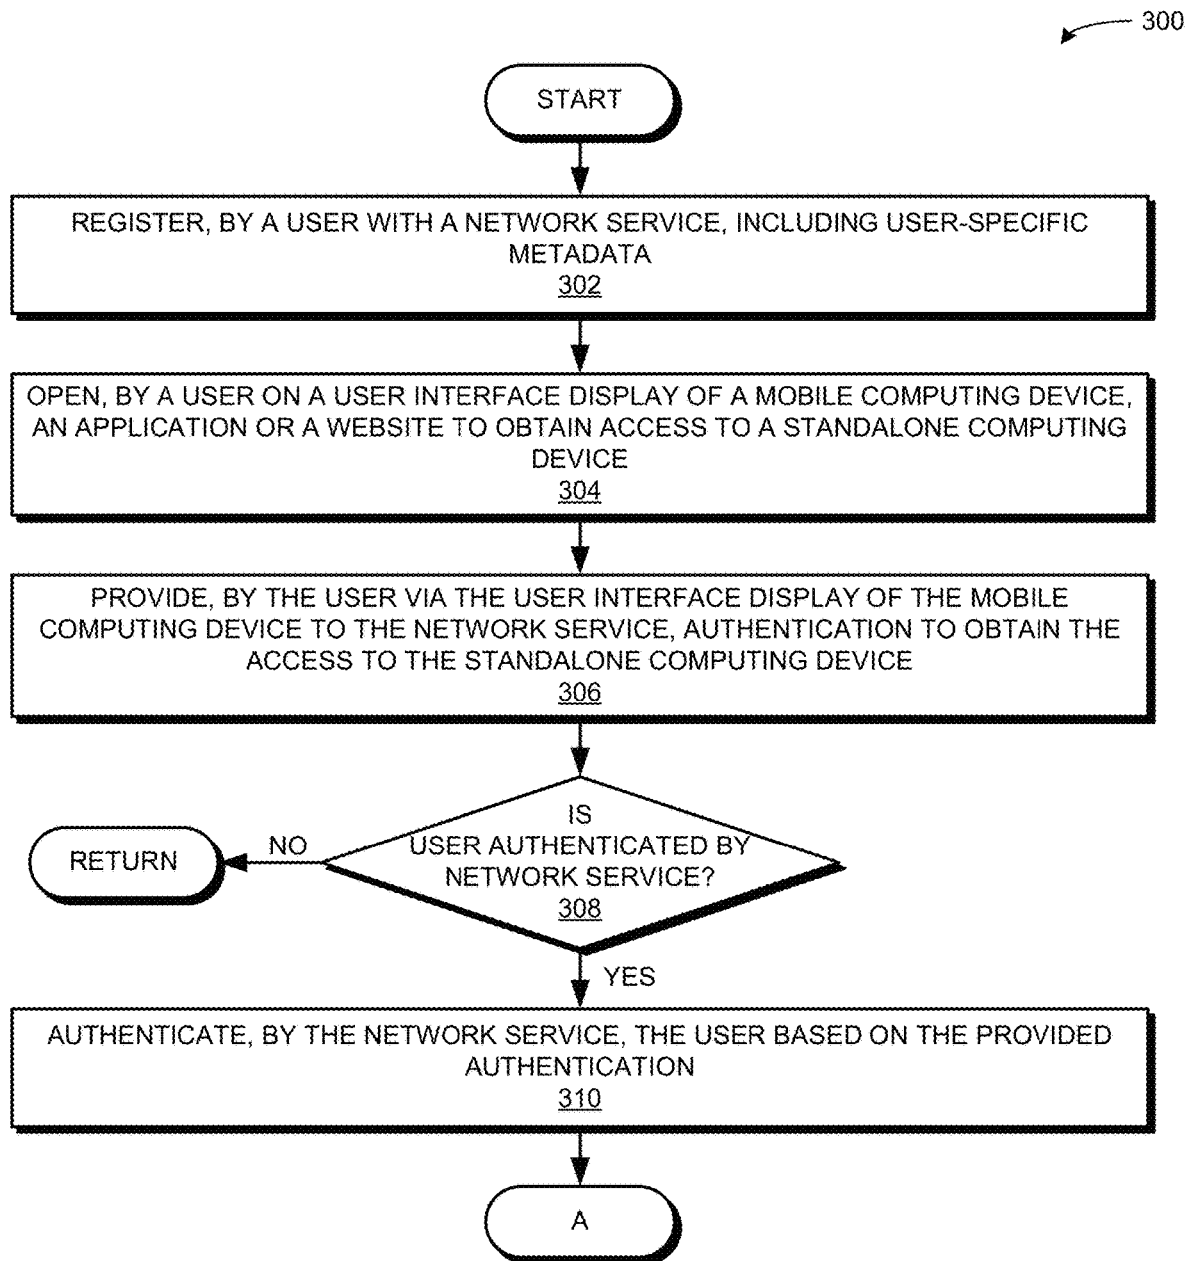 300
START
REGISTER, BY A USER WITH A NETWORK SERVICE, INCLUDING USER-SPECIFIC
METADATA
302
OPEN, BY A USER ON A USER INTERFACE DISPLAY OF A MOBILE COMPUTING DEVICE,
AN APPLICATION OR A WEBSITE TO OBTAIN ACCESS TO A STANDALONE COMPUTING
DEVICE
304
PROVIDE, BY THE USER VIA THE USER INTERFACE DISPLAY OF THE MOBILE
COMPUTING DEVICE TO THE NETWORK SERVICE, AUTHENTICATION TO OBTAIN THE
ACCESS TO THE STANDALONE COMPUTING DEVICE
306
IS
USER AUTHENTICATED BY
NETWORK SERVICE?
308
NO
RETURN
YES
AUTHENTICATE, BY THE NETWORK SERVICE, THE USER BASED ON THE PROVIDED
AUTHENTICATION
310
A